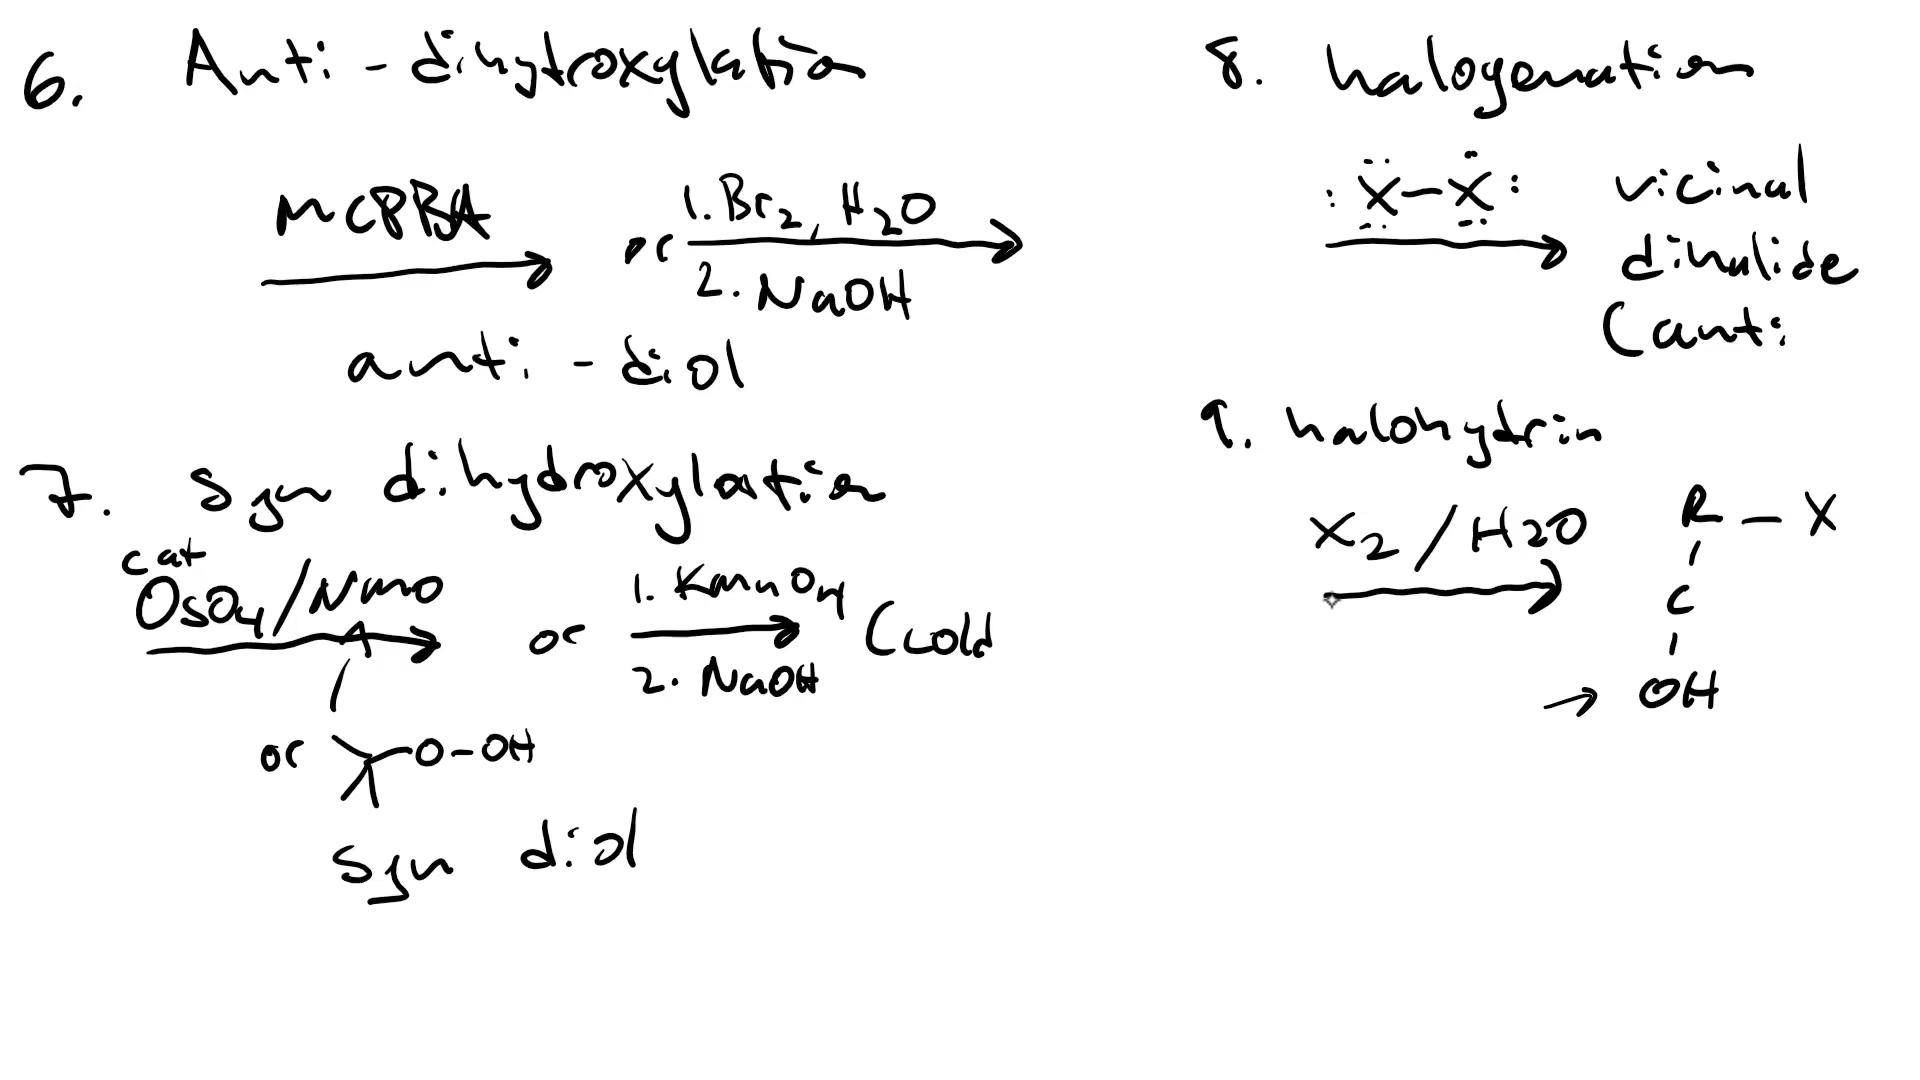 6. Anti-dihydroxylation
MCPBA
or
1. Br2, H2O
2. NaOH
anti-diol
7. Syn dihydroxylation
cat
OsO4/NMO
or
1. KMnO4
2. NaOH
(cold
or
O-OH
Syn diol
8. halogenation
:X-X:
vicinal
dihalide
(anti
9. halohydrin
X2/H2O
R-X
C
OH